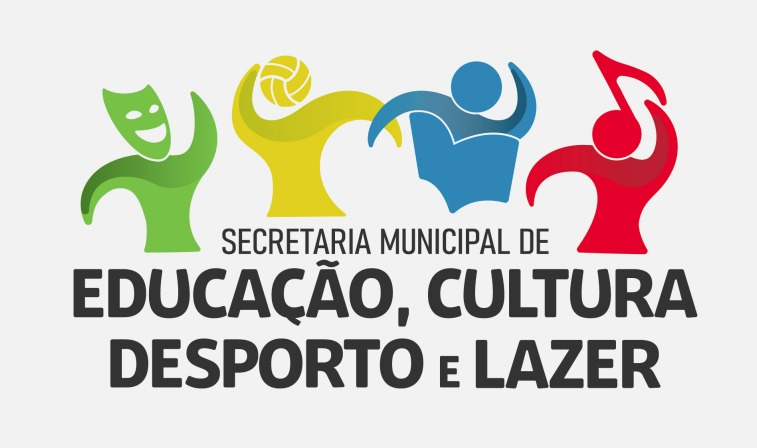 SECRETARIA MUNICIPAL DE
EDUCAÇÃO, CULTURA
DESPORTO E LAZER